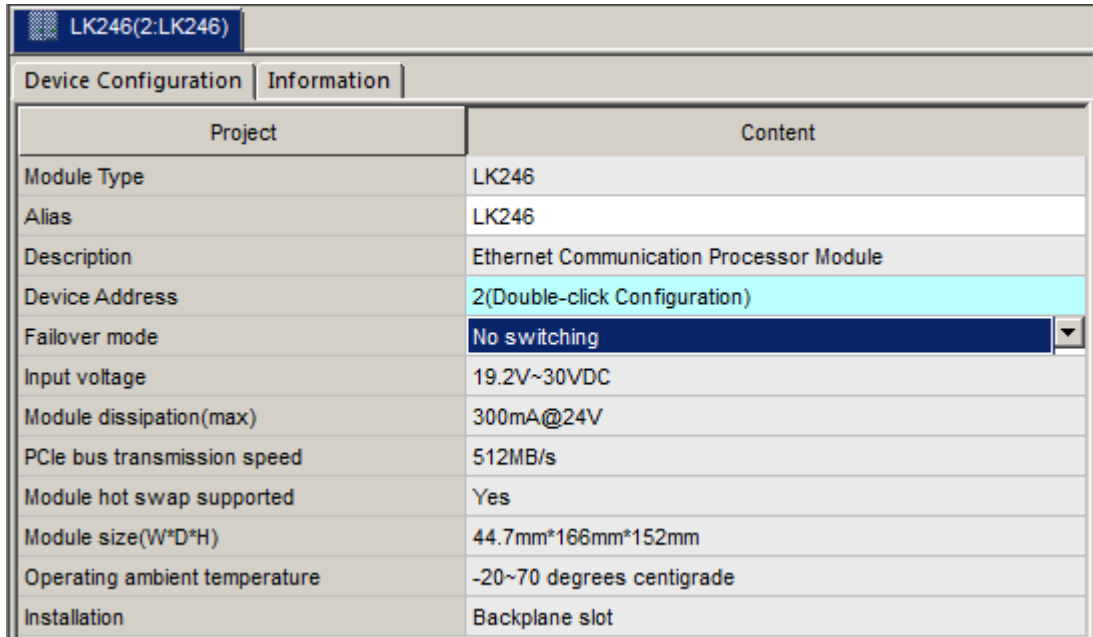 LK246(2:LK246)
Device Configuration Information
Project Content
Module Type LK246
Alias LK246
Description Ethernet Communication Processor Module
Device Address 2(Double-click Configuration)
Failover mode No switching
Input voltage 19.2V~30VDC
Module dissipation(max) 300mA@24V
PCIe bus transmission speed 512MB/s
Module hot swap supported Yes
Module size(W*D*H) 44.7mm*166mm*152mm
Operating ambient temperature -20~70 degrees centigrade
Installation Backplane slot